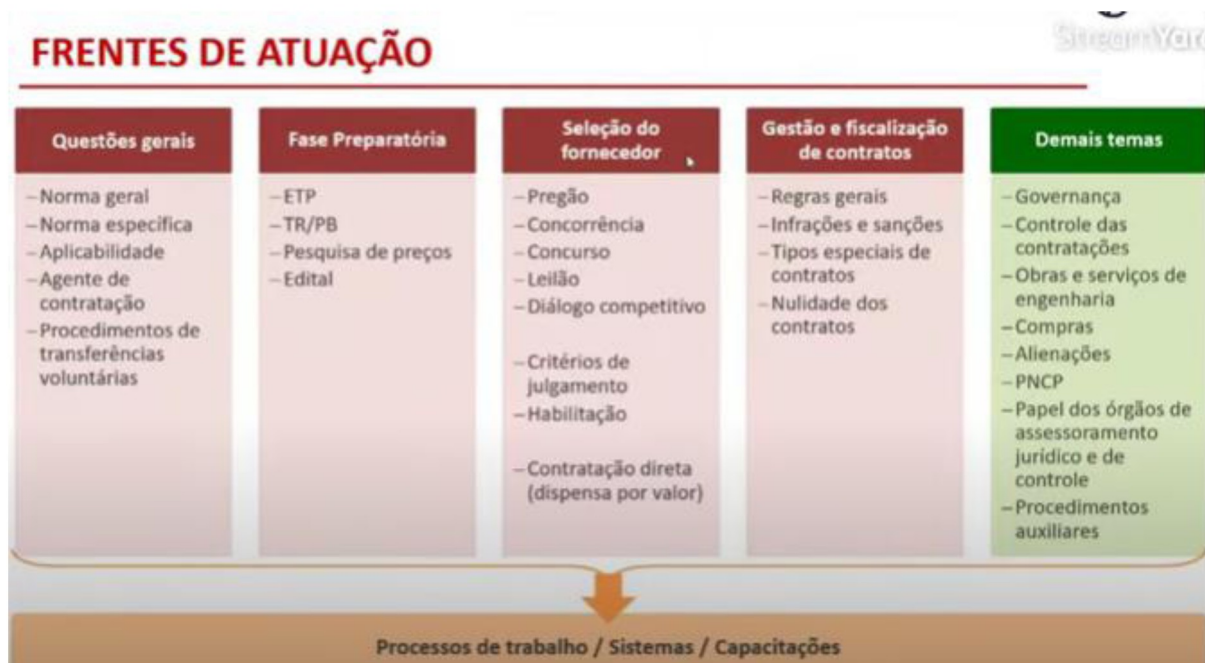 StreamYard
FRENTES DE ATUAÇÃO
Questões gerais
– Norma geral
– Norma específica
– Aplicabilidade
– Agente de
contratação
– Procedimentos de
transferências
voluntárias
Fase Preparatória
– ETP
– TR/PB
– Pesquisa de preços
– Edital
Seleção do
fornecedor
– Pregão
– Concorrência
– Concurso
– Leilão
– Diálogo competitivo
– Critérios de
julgamento
– Habilitação
– Contratação direta
(dispensa por valor)
Gestão e fiscalização
de contratos
– Regras gerais
– Infrações e sanções
– Tipos especiais de
contratos
– Nulidade dos
contratos
Demais temas
– Governança
– Controle das
contratações
– Obras e serviços de
engenharia
– Compras
– Alienações
– PNCP
– Papel dos órgãos de
assessoramento
jurídico e de
controle
– Procedimentos
auxiliares
Processos de trabalho / Sistemas / Capacitações